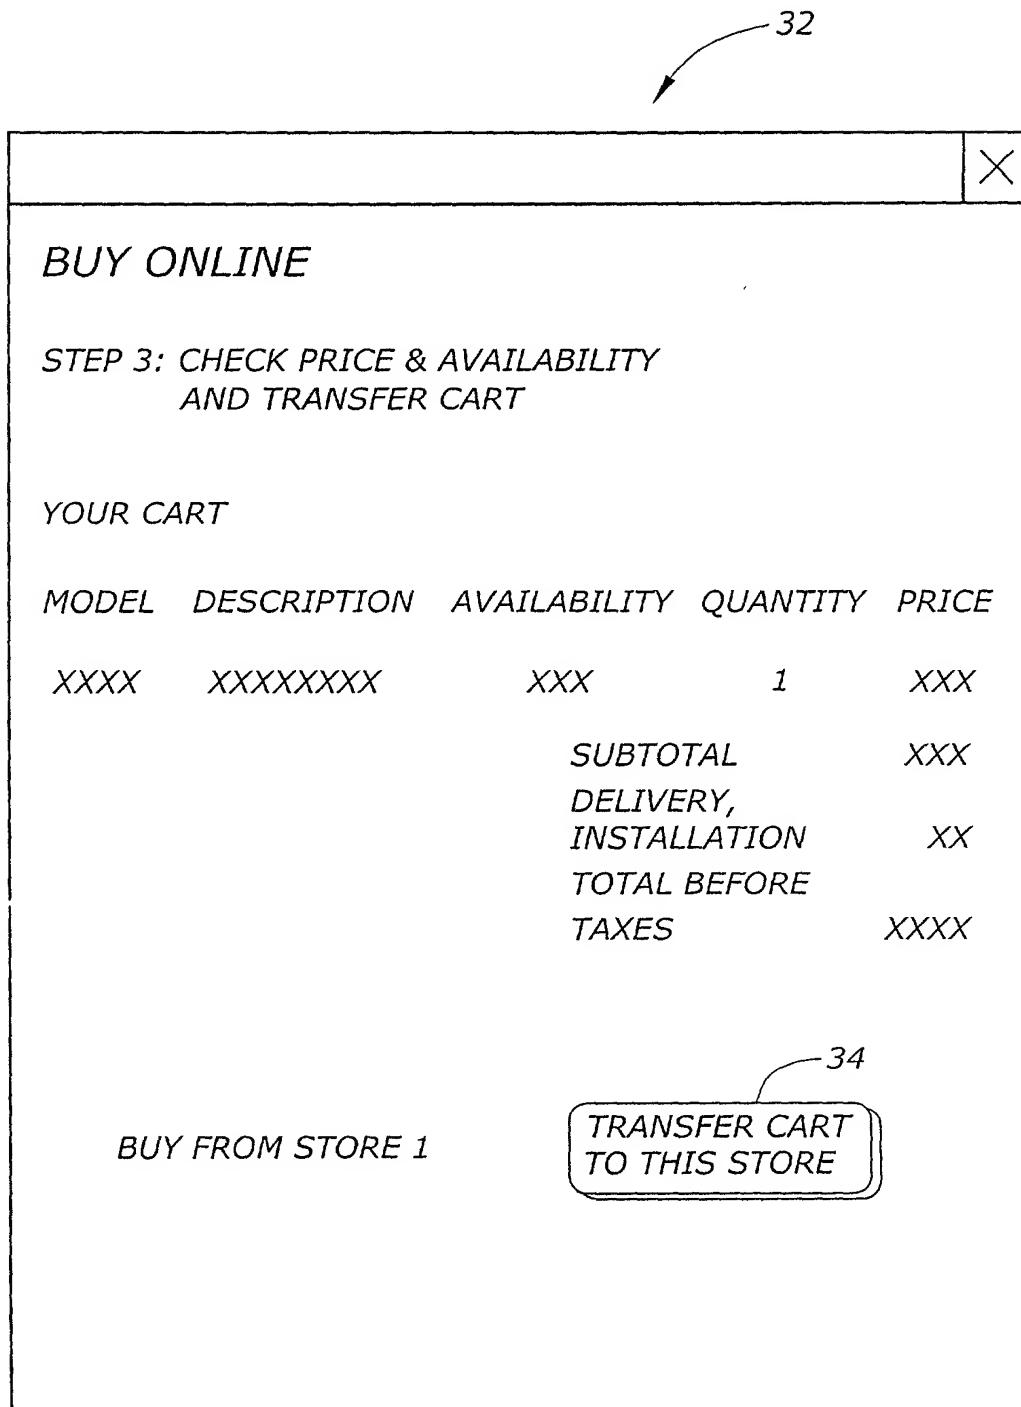 32
X
BUY ONLINE
STEP 3: CHECK PRICE & AVAILABILITY
AND TRANSFER CART
YOUR CART
MODEL DESCRIPTION AVAILABILITY QUANTITY PRICE
XXXX XXXXXXXX XXX 1 XXX
SUBTOTAL XXX
DELIVERY,
INSTALLATION XX
TOTAL BEFORE
TAXES XXXX
34
BUY FROM STORE 1
TRANSFER CART
TO THIS STORE